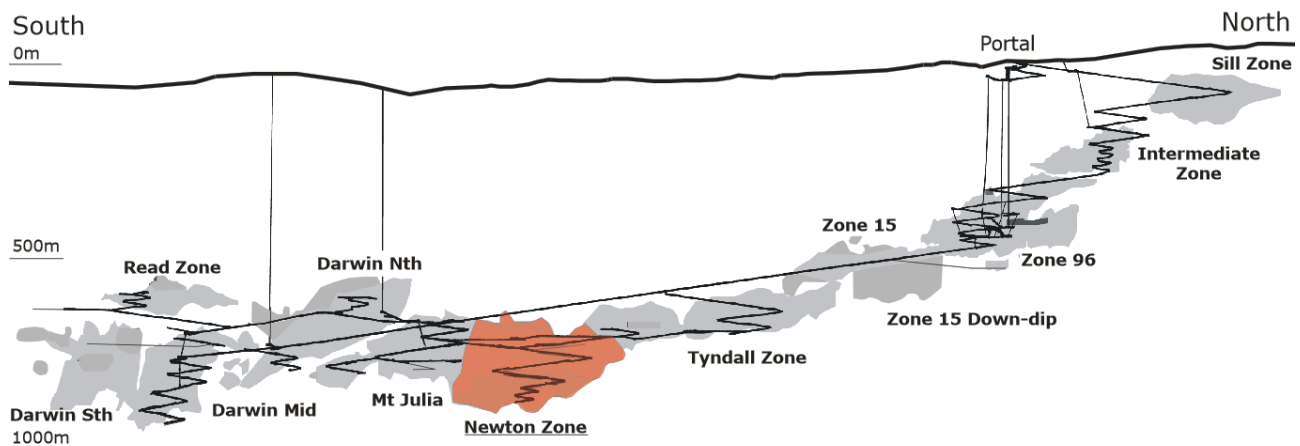 South
North
0m
Portal
Sill Zone
Intermediate
Zone
Zone 15
500m
Read Zone
Darwin Nth
Zone 96
Zone 15 Down-dip
Tyndall Zone
Mt Julia
Darwin Sth
Darwin Mid
Newton Zone
1000m